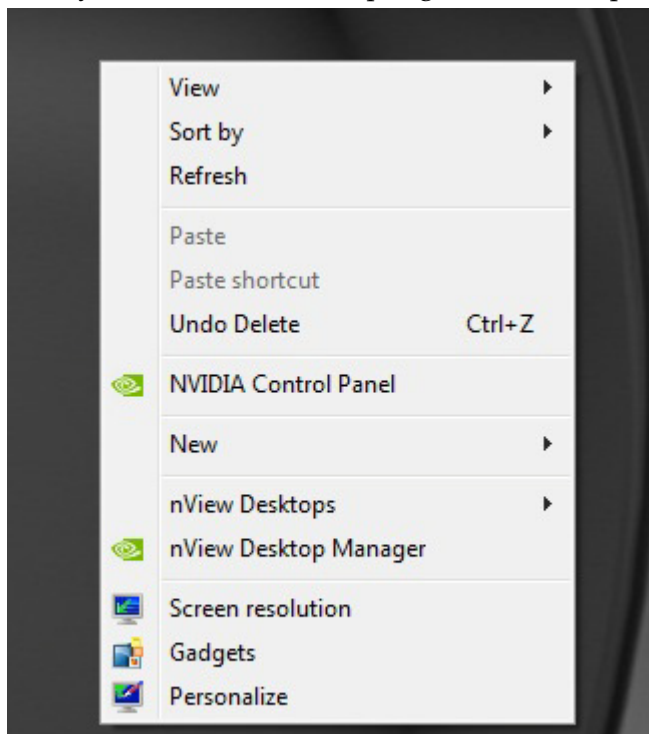 View
Sort by
Refresh
Paste
Paste shortcut
Undo Delete Ctrl+Z
NVIDIA Control Panel
New
nView Desktops
nView Desktop Manager
Screen resolution
Gadgets
Personalize